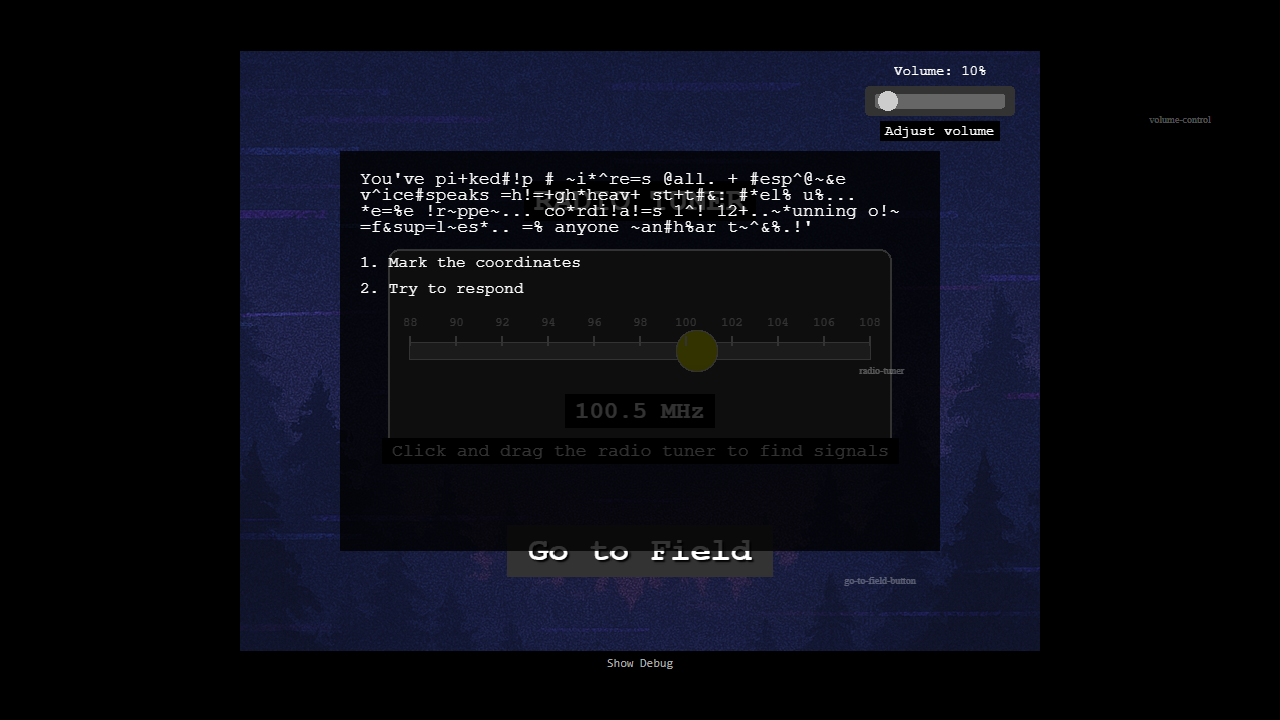 Volume: 10%
Adjust volume
volume-control
You've pi+ked#!p # ~i*^re=s @all. + #esp^@~&e
v^ice#speaks =h!=+gh*heav+ st+t#&: #*el% u%...
*e=%e !r~ppe~... co*rdi!a!=s 1^! 12+..~*unning o!~
=f&sup=l~es*.. =% anyone ~an#h%ar t~^&%.!'
RADIO TUNER
1. Mark the coordinates
2. Try to respond
88 90 92 94 96 98 100 102 104 106 108
radio-tuner
100.5 MHz
Click and drag the radio tuner to find signals
Go to Field
go-to-field-button
Show Debug